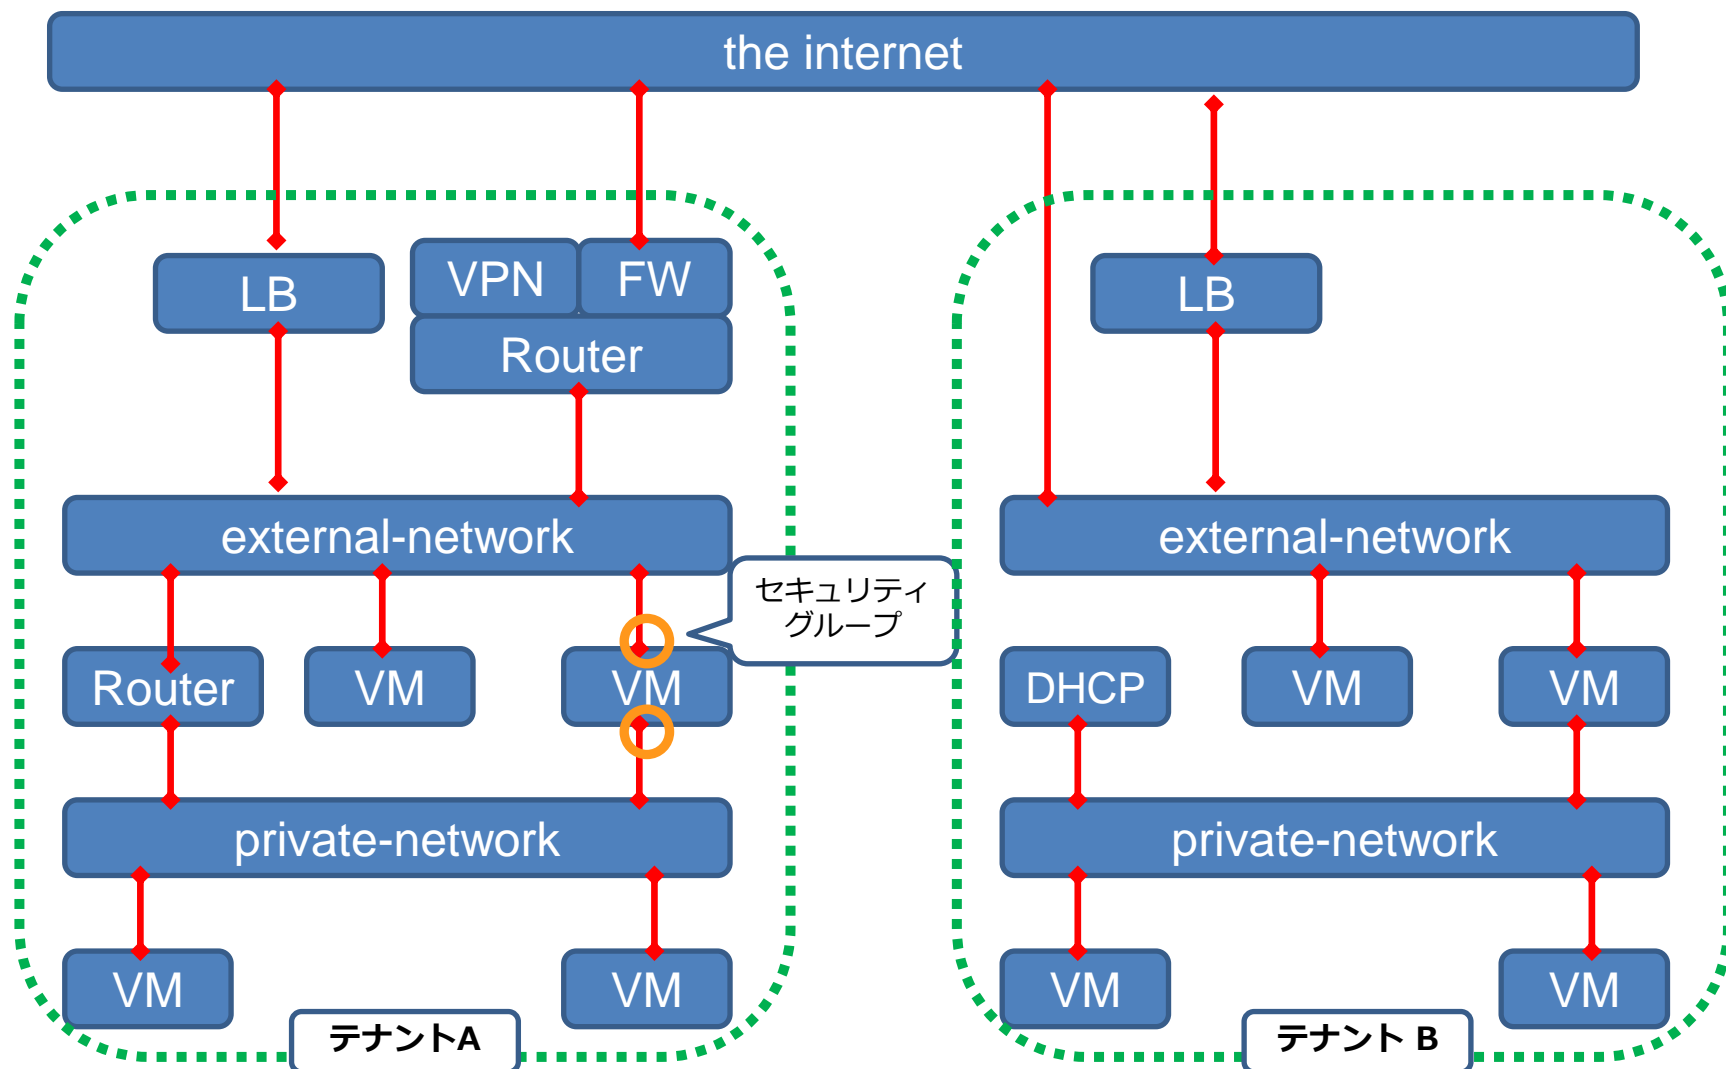 the internet
LB
VPN
FW
Router
external-network
セキュリティ
グループ
Router
VM
VM
private-network
VM
VM
テナントA
LB
external-network
DHCP
VM
VM
private-network
VM
VM
テナント B